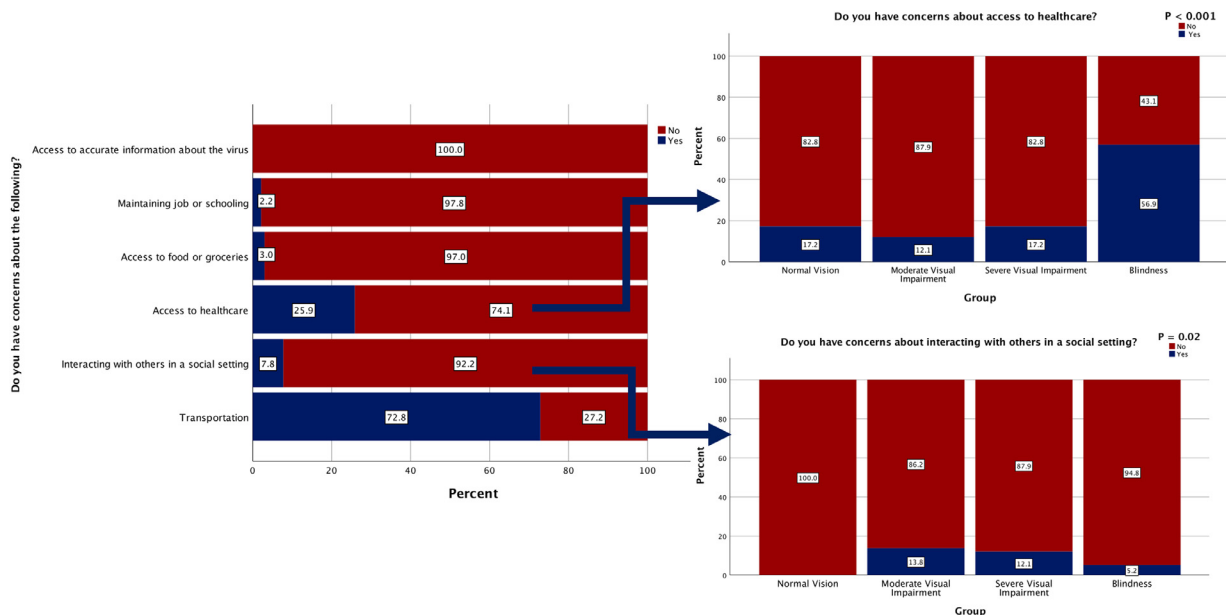 Do you have concerns about the following?
No
Yes
Access to accurate information about the virus
100.0
Maintaining job or schooling
2.2
97.8
Access to food or groceries
3.0
97.0
Access to healthcare
25.9
74.1
Interacting with others in a social setting
7.8
92.2
Transportation
72.8
27.2
0 20 40 60 80 100
Percent
Do you have concerns about access to healthcare?
P < 0.001
No
Yes
Percent
100
80
60
40
20
0
82.8
87.9
82.8
43.1
17.2
12.1
17.2
56.9
Normal Vision
Moderate Visual
Impairment
Severe Visual Impairment
Blindness
Group
Do you have concerns about interacting with others in a social setting?
P = 0.02
No
Yes
Percent
100
80
60
40
20
0
100.0
86.2
87.9
94.8
13.8
12.1
5.2
Normal Vision
Moderate Visual
Impairment
Severe Visual
Impairment
Blindness
Group